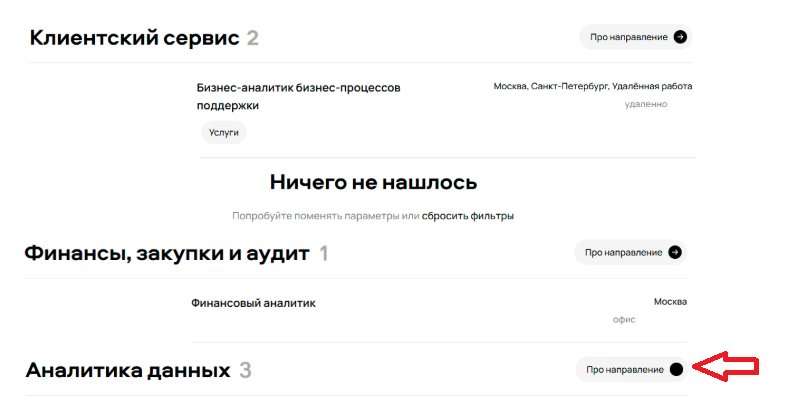 Клиентский сервис 2 Про направление
Бизнес-аналитик бизнес-процессов Москва, Санкт-Петербург, Удалённая работа
поддержки удаленно
Услуги
Ничего не нашлось
Попробуйте поменять параметры или сбросить фильтры
Финансы, закупки и аудит 1 Про направление
Финансовый аналитик Москва
офис
Аналитика данных 3 Про направление